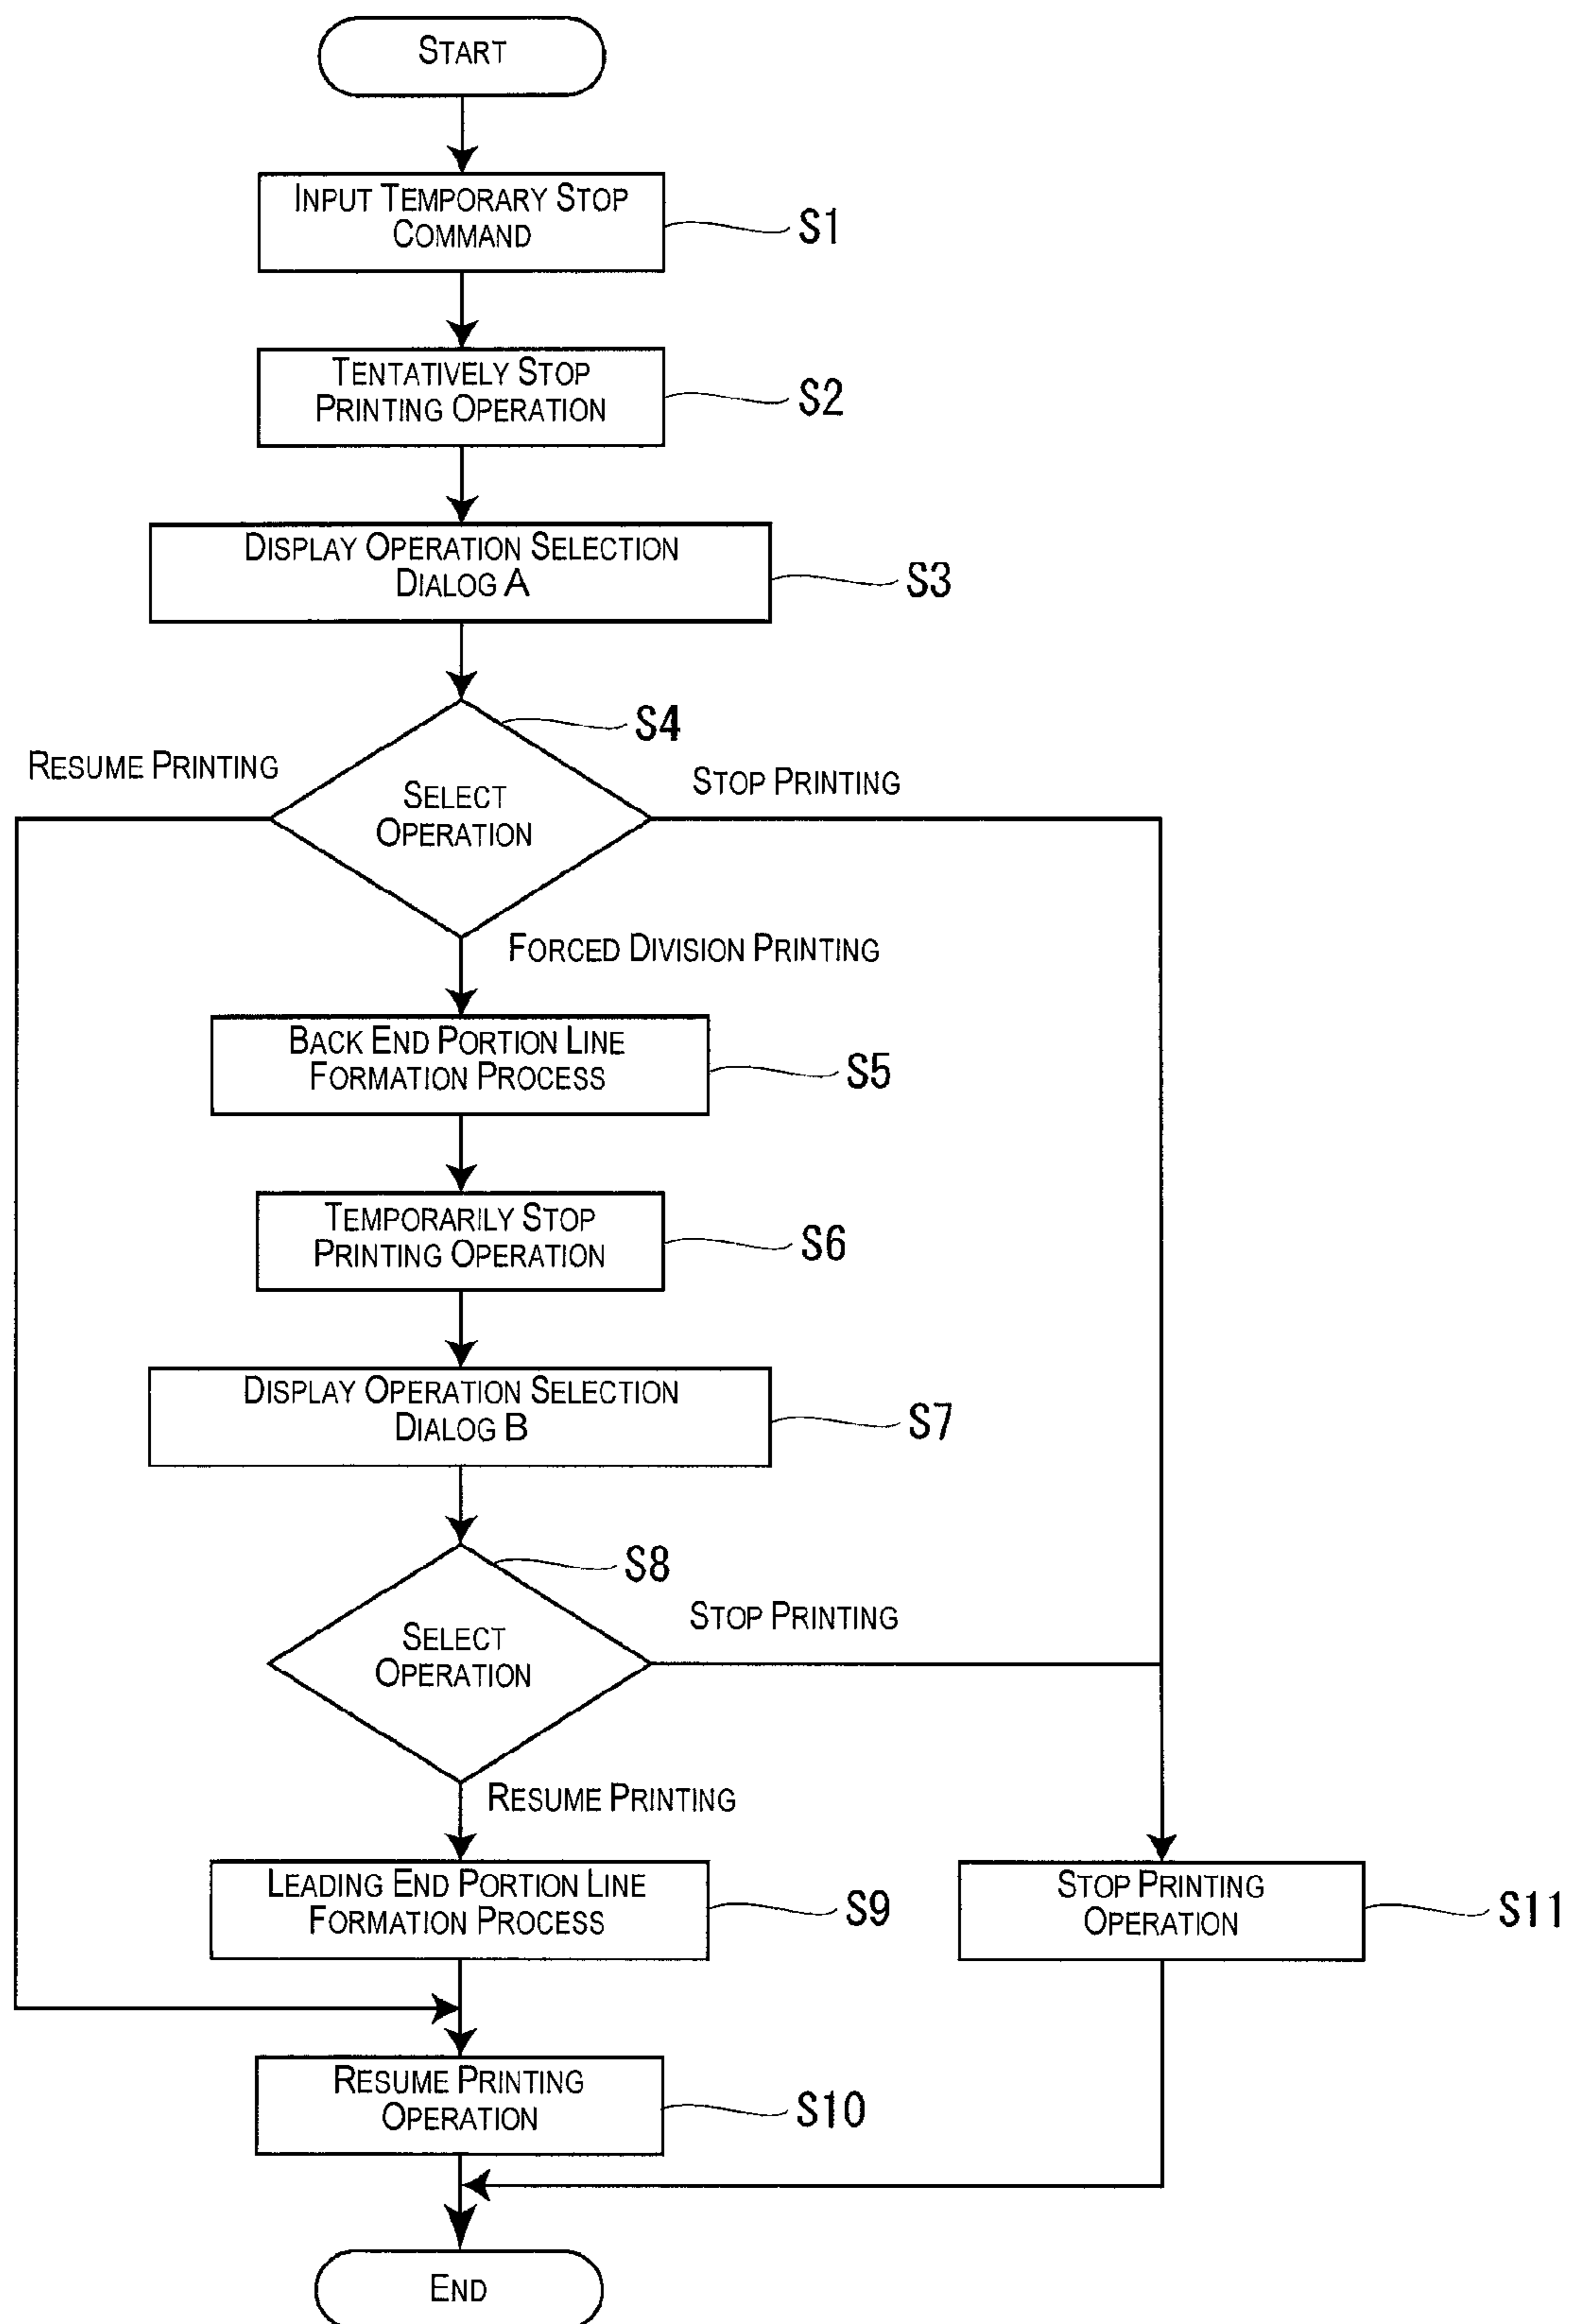 START
INPUT TEMPORARY STOP
COMMAND
S1
TENTATIVELY STOP
PRINTING OPERATION
S2
DISPLAY OPERATION SELECTION
DIALOG A
S3
S4
RESUME PRINTING
SELECT
OPERATION
STOP PRINTING
FORCED DIVISION PRINTING
BACK END PORTION LINE
FORMATION PROCESS
S5
TEMPORARILY STOP
PRINTING OPERATION
S6
DISPLAY OPERATION SELECTION
DIALOG B
S7
S8
SELECT
OPERATION
STOP PRINTING
RESUME PRINTING
LEADING END PORTION LINE
FORMATION PROCESS
S9
STOP PRINTING
OPERATION
S11
RESUME PRINTING
OPERATION
S10
END